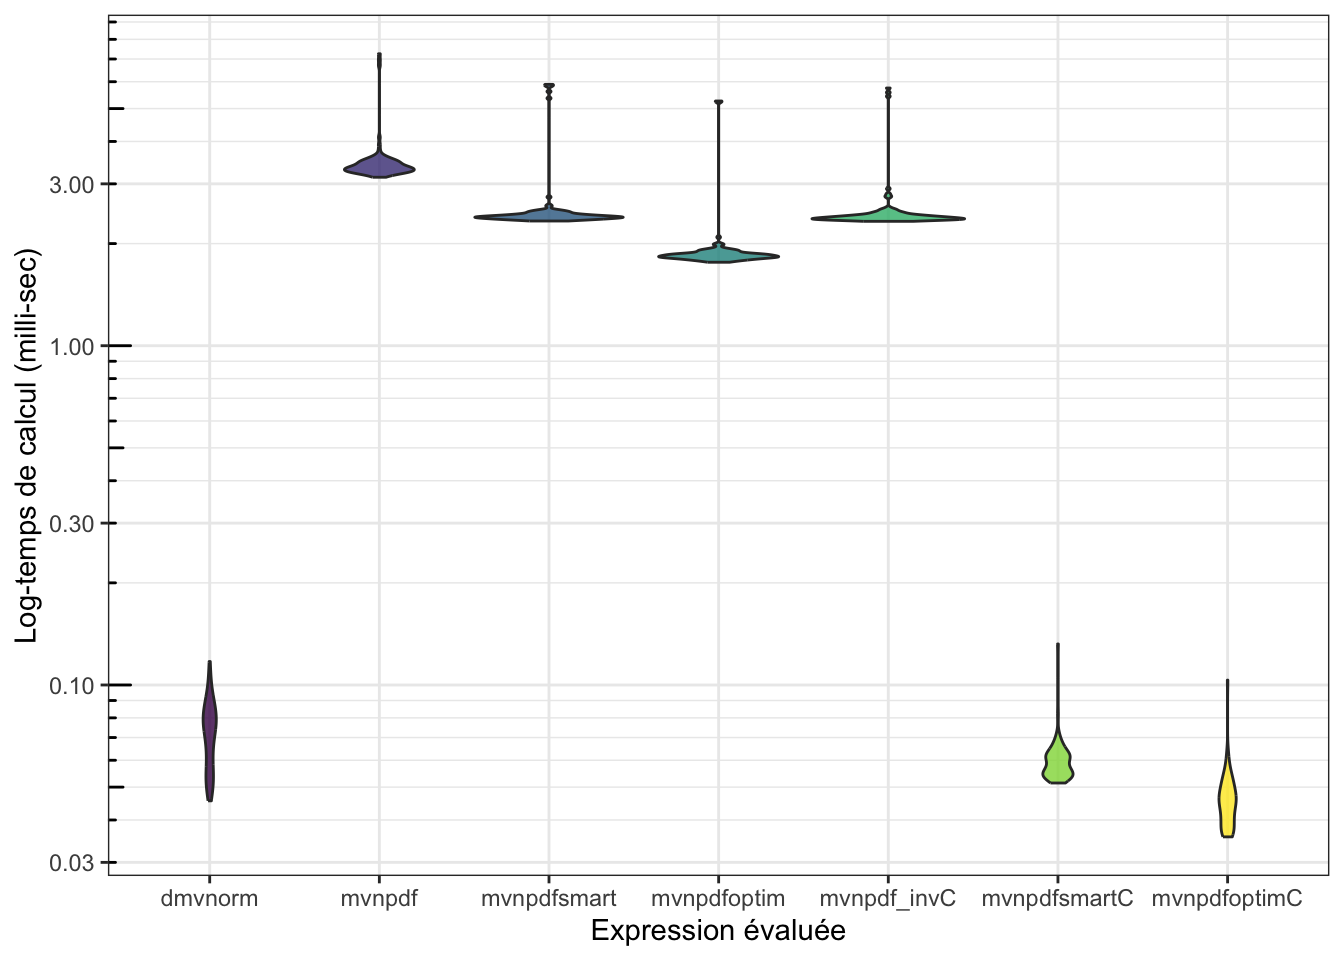 Log-temps de calcul (milli-sec)
3.00
1.00
0.30
0.10
0.03
dmvnorm mvnpdf mvnpdfsmart mvnpdfoptim mvnpdf_invC mvnpdfsmartC mvnpdfoptimC
Expression évaluée